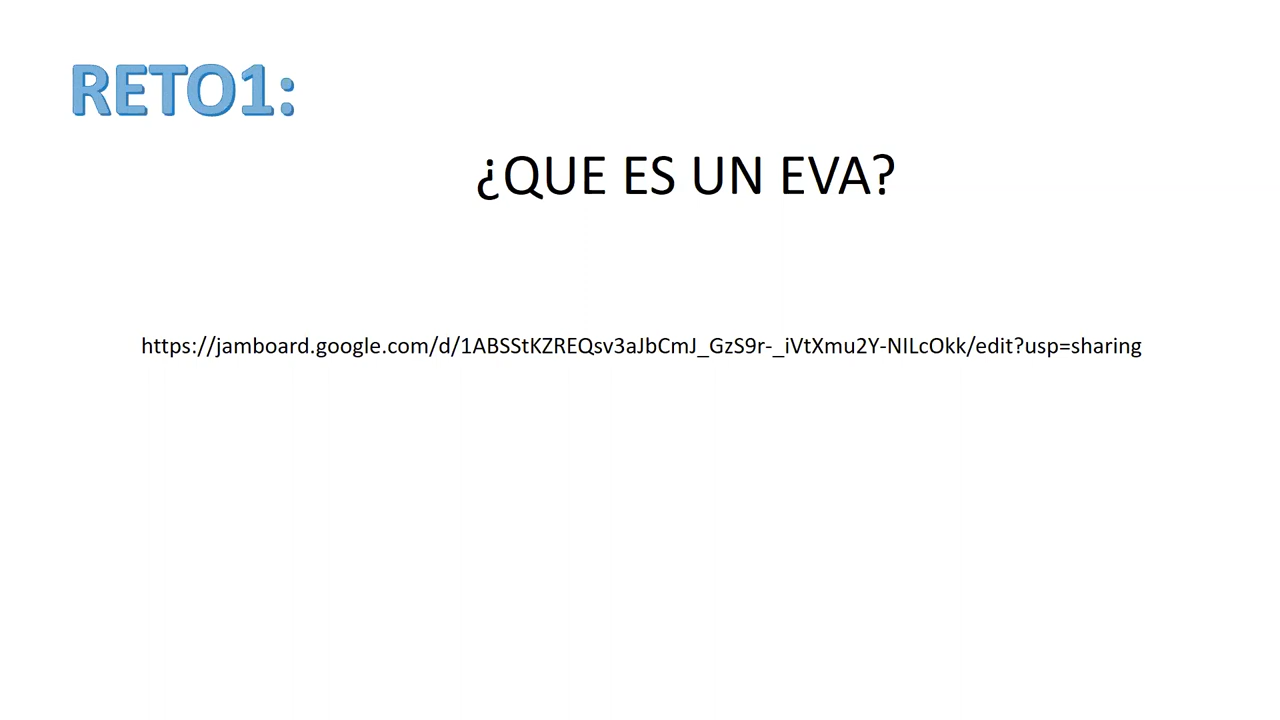 RETO1:
¿QUE ES UN EVA?
https://jamboard.google.com/d/1ABSStKZREQsv3aJbCmJ_GzS9r-_iVtXmu2Y-NILcOkk/edit?usp=sharing